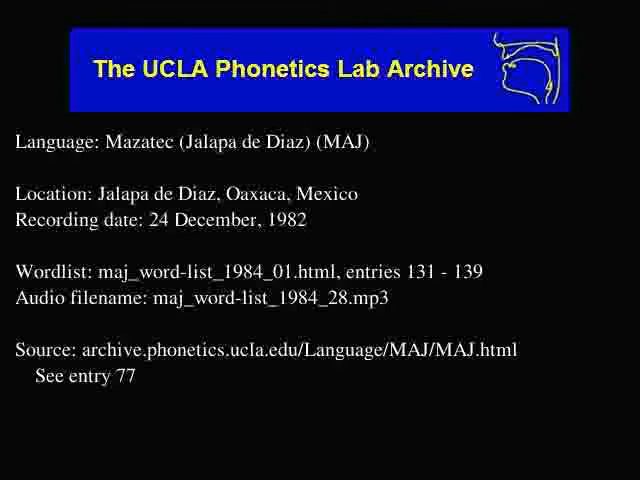 The UCLA Phonetics Lab Archive
Language: Mazatec (Jalapa de Diaz) (MAJ)
Location: Jalapa de Diaz, Oaxaca, Mexico
Recording date: 24 December, 1982
Wordlist: maj_word-list_1984_01.html, entries 131 - 139
Audio filename: maj_word-list_1984_28.mp3
Source: archive.phonetics.ucla.edu/Language/MAJ/MAJ.html
See entry 77